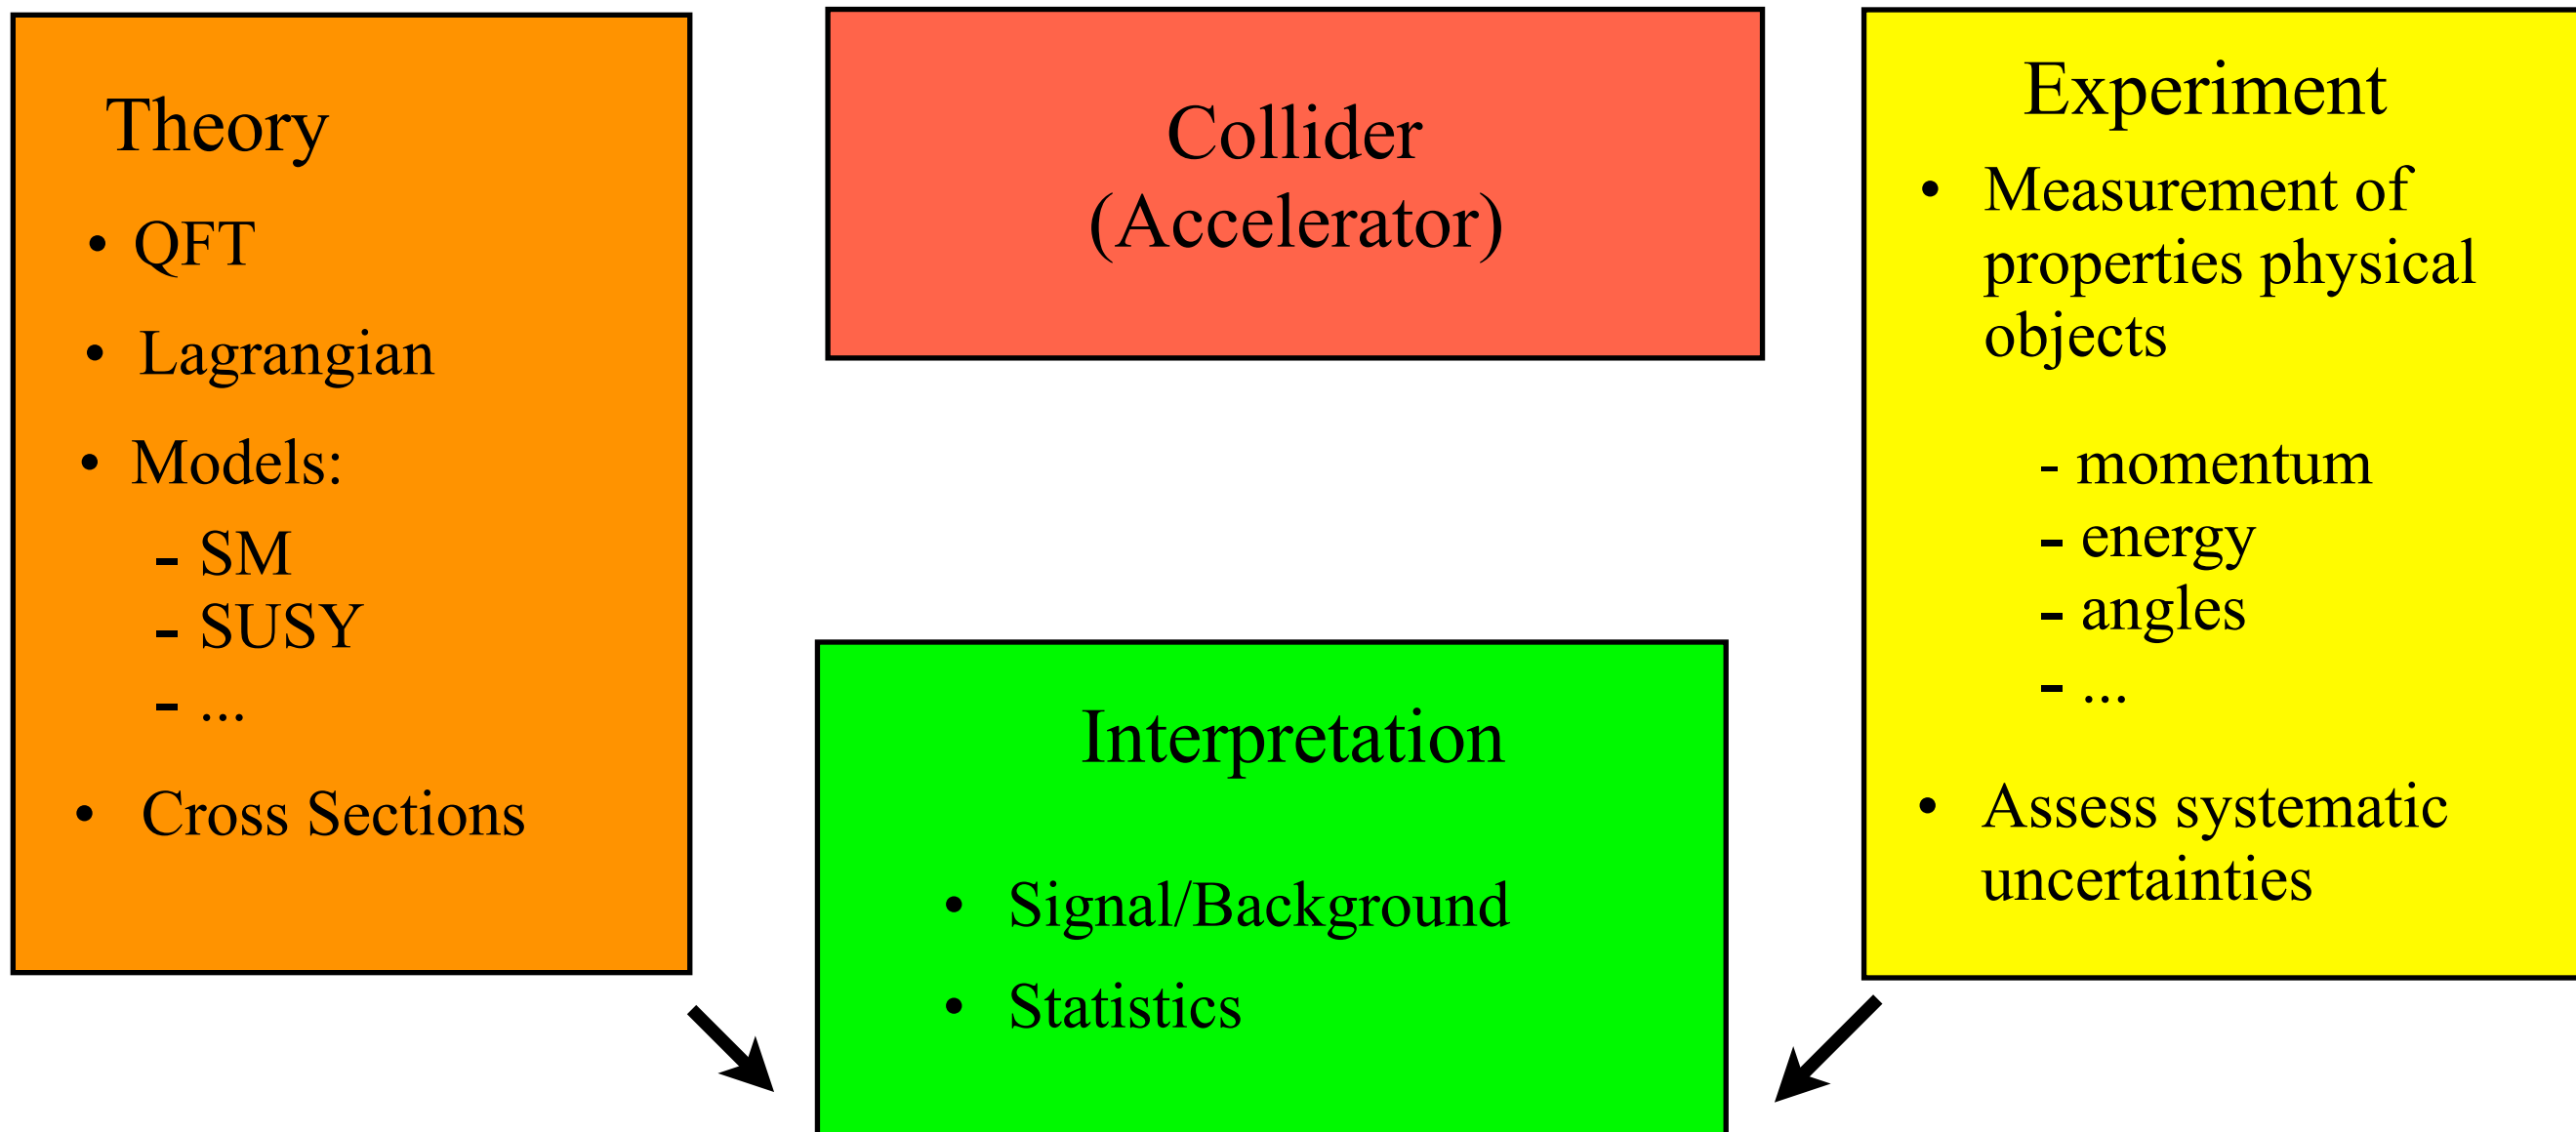 Theory
• QFT
• Lagrangian
• Models:
- SM
- SUSY
- ...
• Cross Sections
Collider
(Accelerator)
Interpretation
• Signal/Background
• Statistics
Experiment
• Measurement of
properties physical
objects
- momentum
- energy
- angles
- ...
• Assess systematic
uncertainties